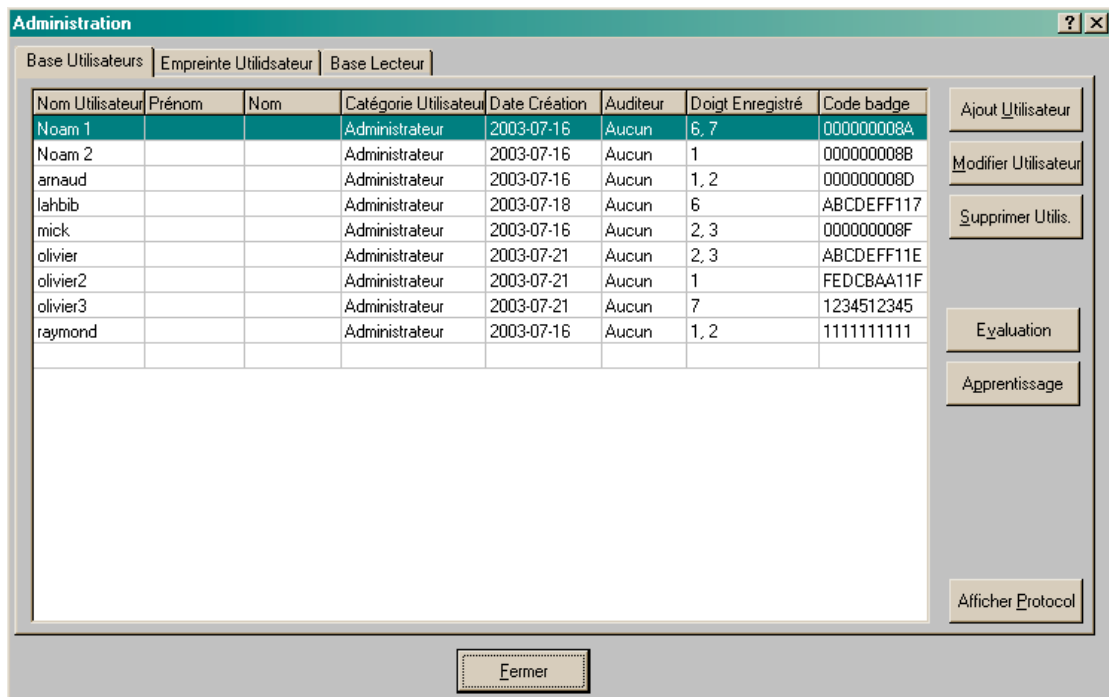 Administration
Base Utilisateurs Empreinte Utilidsateur Base Lecteur
Nom Utilisateur Prénom Nom Catégorie Utilisateur Date Création Auditeur Doigt Enregistré Code badge
Noam 1 Administrateur 2003-07-16 Aucun 6, 7 000000008A
Noam 2 Administrateur 2003-07-16 Aucun 1 000000008B
arnaud Administrateur 2003-07-16 Aucun 1, 2 000000008D
lahbib Administrateur 2003-07-18 Aucun 6 ABCDEFF117
mick Administrateur 2003-07-16 Aucun 2, 3 000000008F
olivier Administrateur 2003-07-21 Aucun 2, 3 ABCDEFF11E
olivier2 Administrateur 2003-07-21 Aucun 1 FEDCBAA11F
olivier3 Administrateur 2003-07-21 Aucun 7 1234512345
raymond Administrateur 2003-07-16 Aucun 1, 2 1111111111
Ajout Utilisateur
Modifier Utilisateur
Supprimer Utilis.
Evaluation
Apprentissage
Afficher Protocol
Fermer